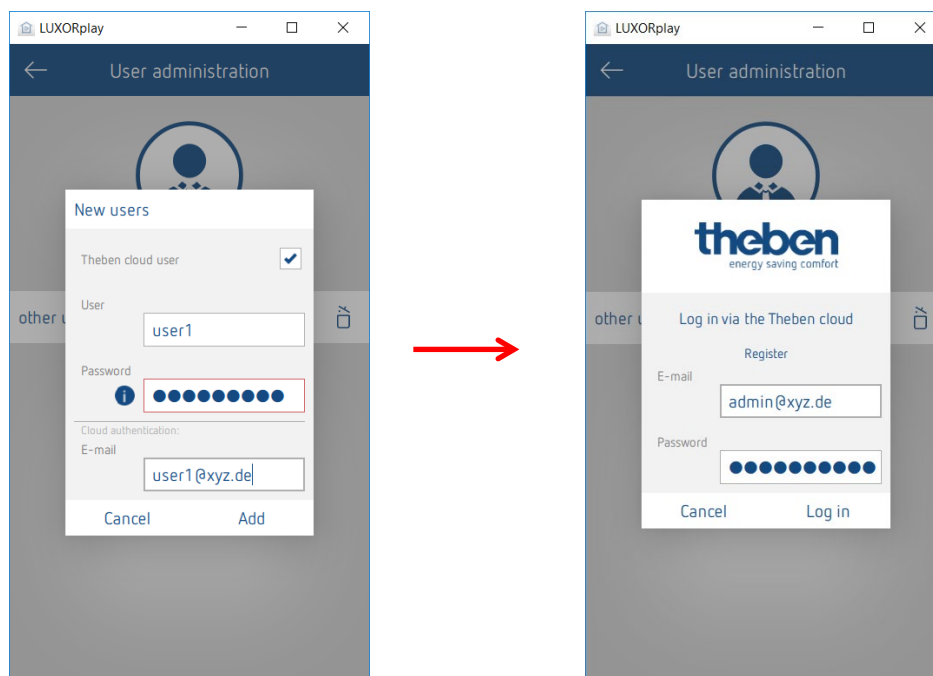 LUXORplay
User administration
New users
Theben cloud user
User
other u
user1
Password
i
●●●●●●●●●
Cloud authentication:
E-mail
user1@xyz.de
Cancel Add
LUXORplay
User administration
theben
energy saving comfort
other u
Log in via the Theben cloud
Register
E-mail
admin@xyz.de
Password
●●●●●●●●●●
Cancel Log in